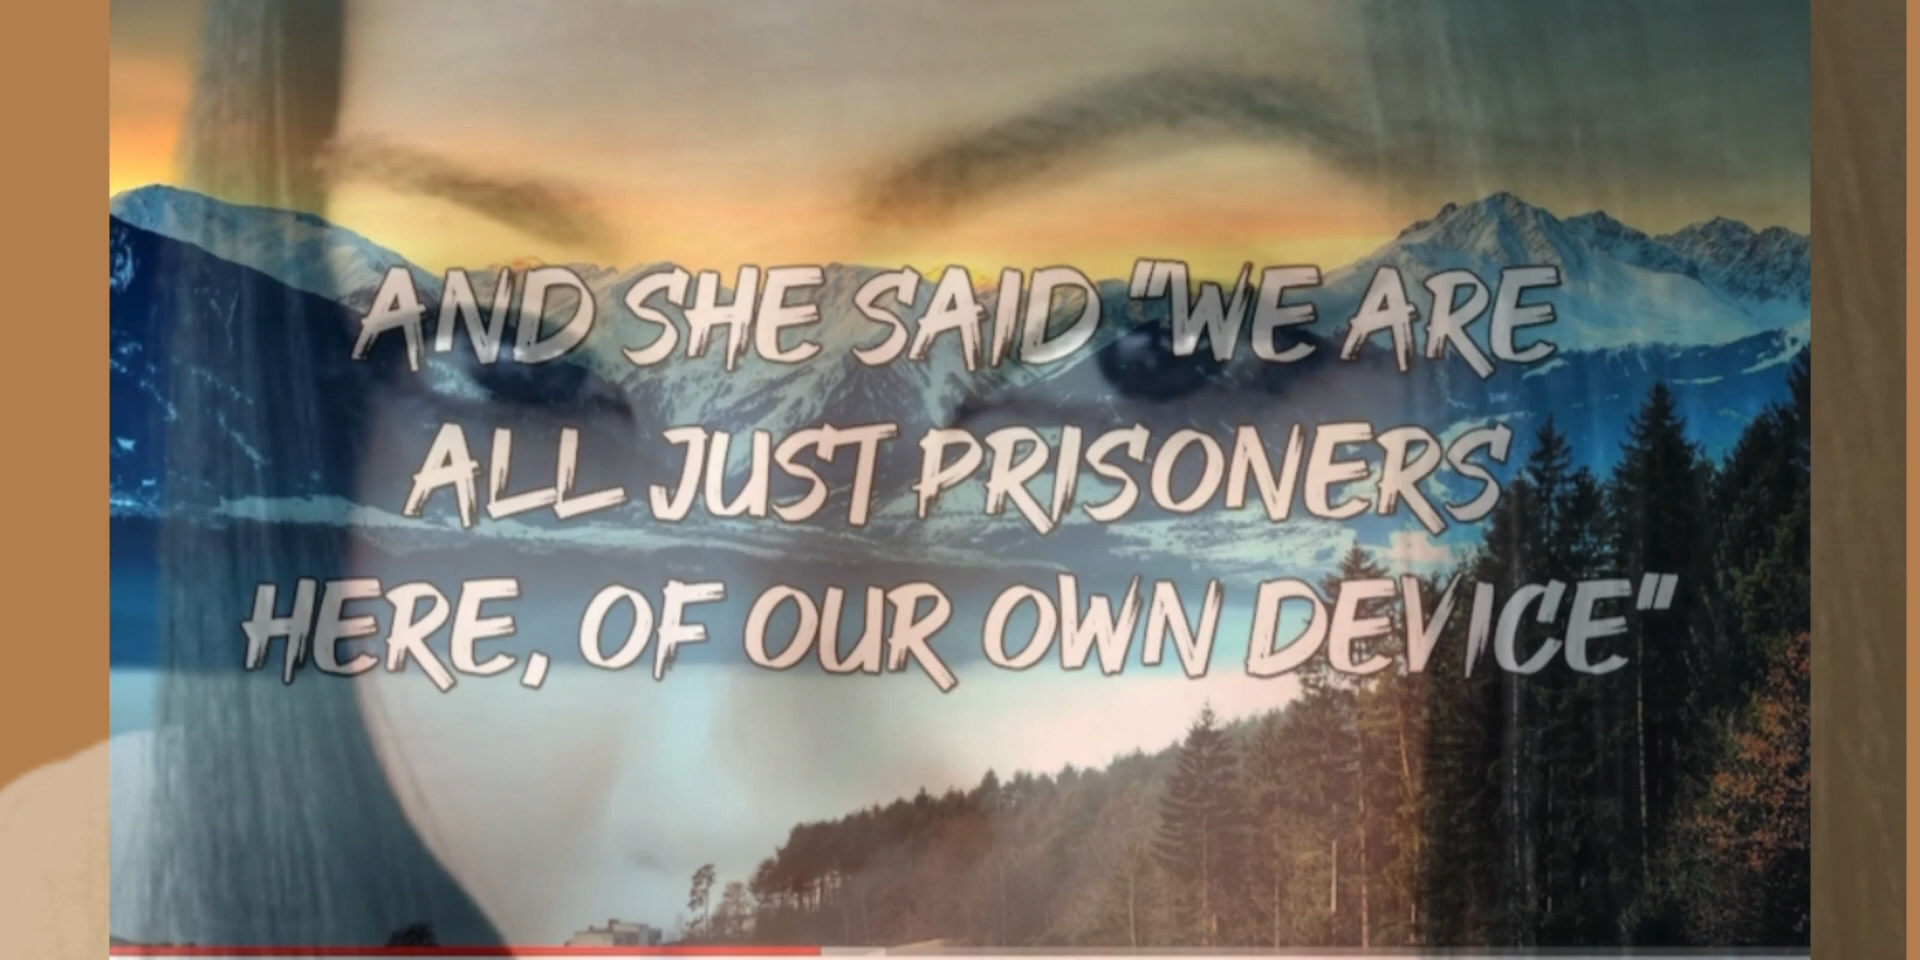 AND SHE SAID "WE ARE
ALL JUST PRISONERS
HERE, OF OUR OWN DEVICE"